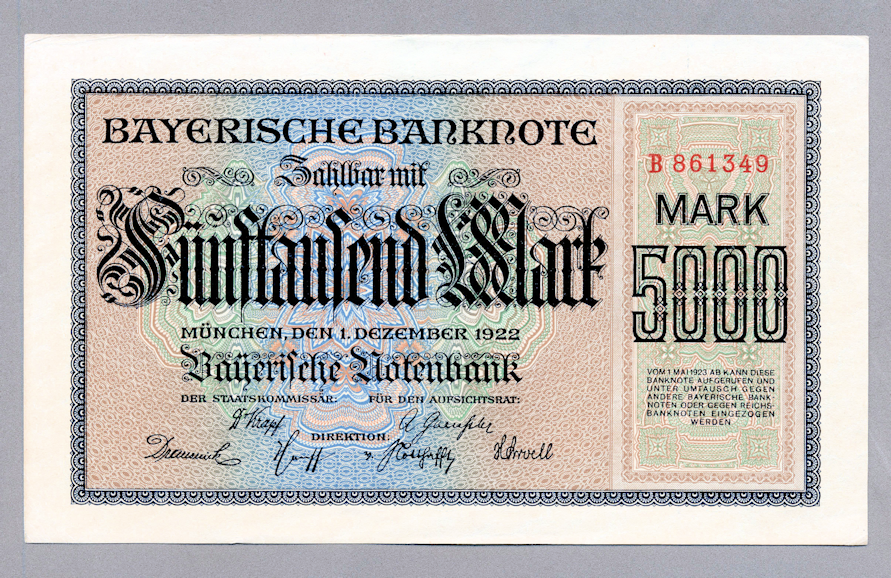 BAYERISCHE BANKNOTE
Zahlbar mit
Fünftausend Mark
MÜNCHEN, DEN 1. DEZEMBER 1922
Bayerische Notenbank
DER STAATSKOMMISSÄR: FÜR DEN AUFSICHTSRAT:
DIREKTION:
B 861349
MARK
5000
VOM 1 MAI 1923 AB KANN DIESE
BANKNOTE AUFGERUFEN UND
UNTER UMTAUSCH GEGEN
ANDERE BAYERISCHE BANK-
NOTEN ODER GEGEN REICHS-
BANKNOTEN EINGEZOGEN
WERDEN